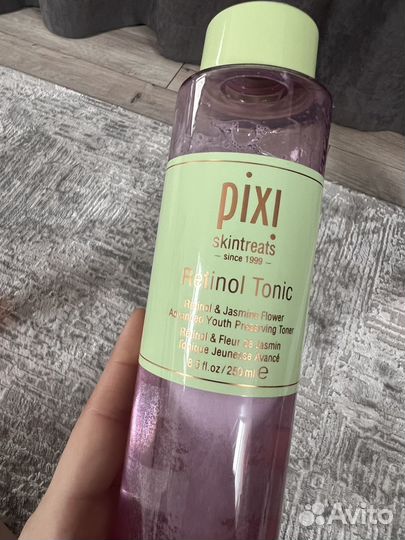 pixi
skintreats
– since 1999 –
Retinol Tonic
Retinol & Jasmine Flower
Advanced Youth Preserving Toner
Rétinol & Fleur de Jasmin
Tonique Jeunesse Avancé
8.5 fl.oz / 250 ml ℮
Avito